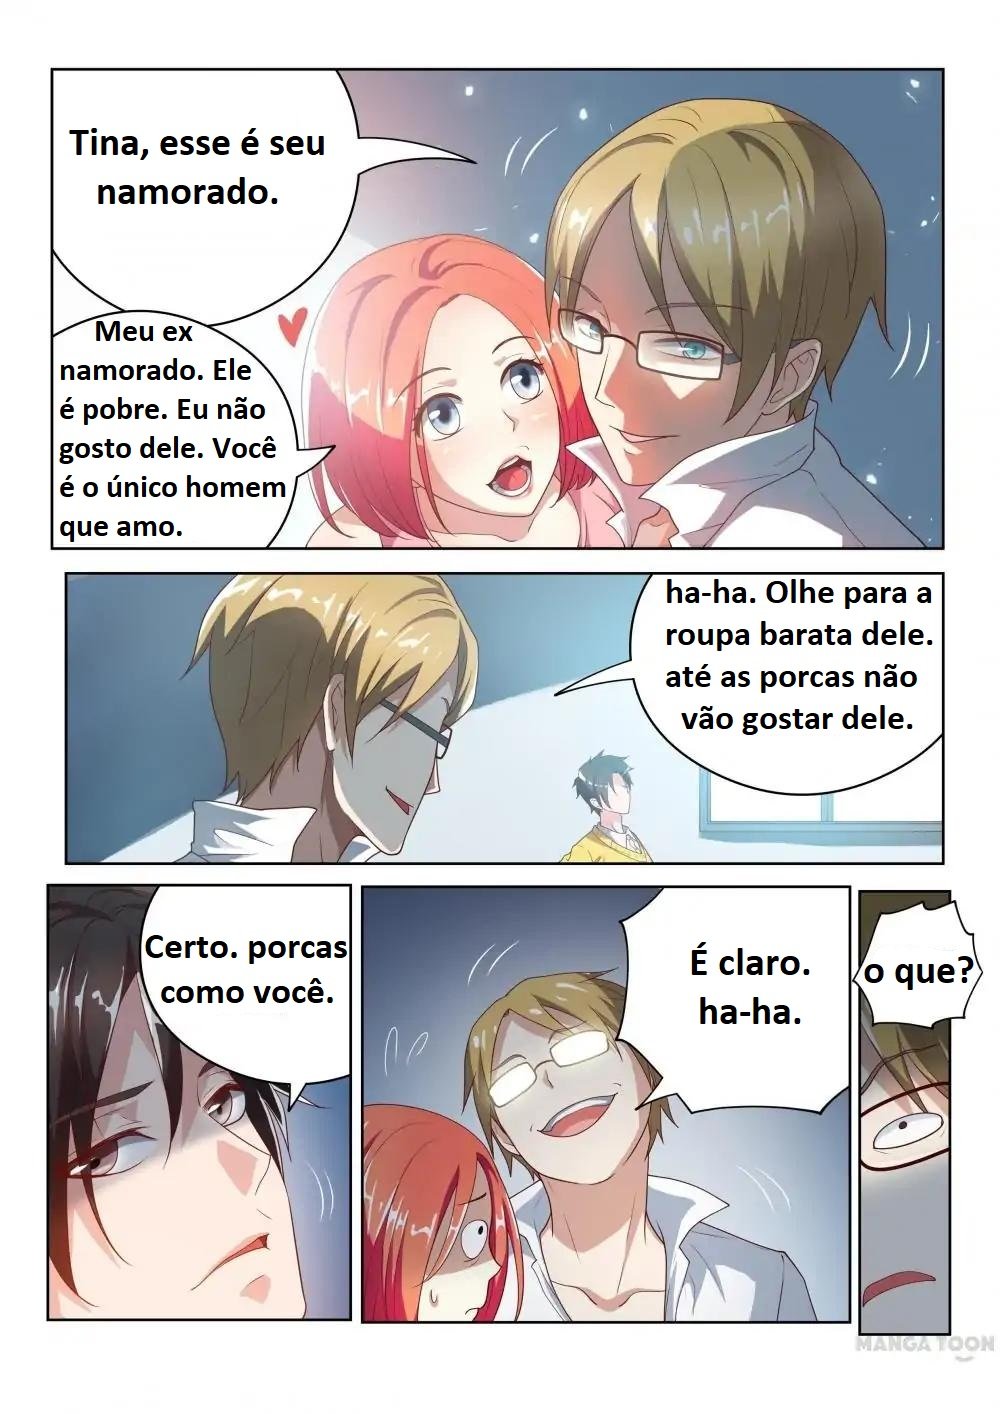 Tina, esse é seu
namorado.
Meu ex
namorado. Ele
é pobre. Eu não
gosto dele. Você
é o único homem
que amo.
ha-ha. Olhe para a
roupa barata dele.
até as porcas não
vão gostar dele.
Certo. porcas
como você.
É claro.
ha-ha.
o que?
MANGA TOON